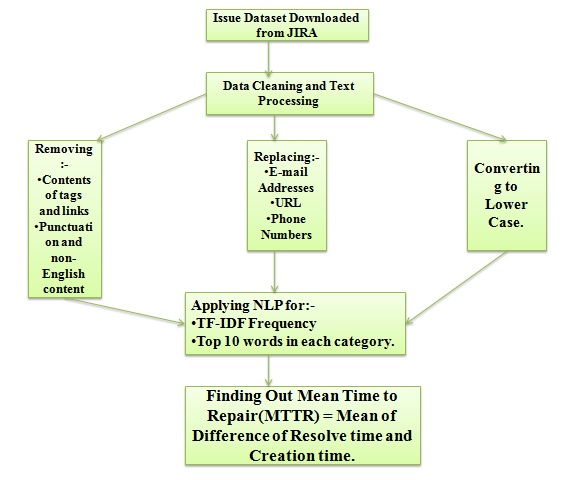 Issue Dataset Downloaded
from JIRA
Data Cleaning and Text
Processing
Removing
:-
•Contents
of tags
and links
•Punctuati
on and
non-
English
content
Replacing:-
•E-mail
Addresses
•URL
•Phone
Numbers
Convertin
g to
Lower
Case.
Applying NLP for:-
•TF-IDF Frequency
•Top 10 words in each category.
Finding Out Mean Time to
Repair(MTTR) = Mean of
Difference of Resolve time and
Creation time.